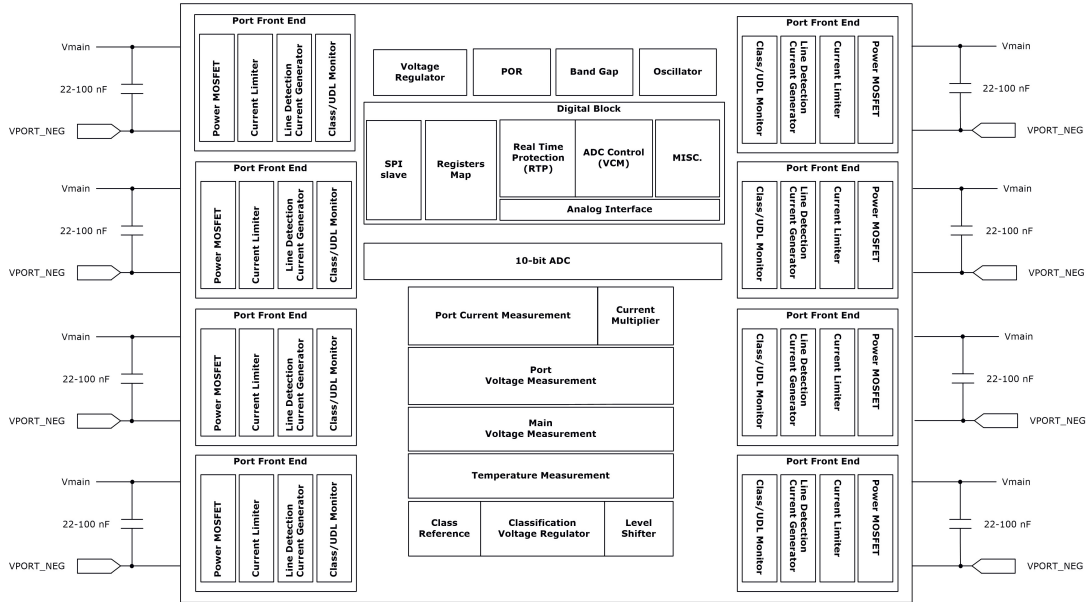 Port Front End
Power MOSFET
Current Limiter
Line Detection
Current Generator
Class/UDL Monitor
Vmain
22-100 nF
VPORT_NEG
Port Front End
Power MOSFET
Current Limiter
Line Detection
Current Generator
Class/UDL Monitor
Vmain
22-100 nF
VPORT_NEG
Port Front End
Power MOSFET
Current Limiter
Line Detection
Current Generator
Class/UDL Monitor
Vmain
22-100 nF
VPORT_NEG
Port Front End
Power MOSFET
Current Limiter
Line Detection
Current Generator
Class/UDL Monitor
Vmain
22-100 nF
VPORT_NEG
Voltage
Regulator
POR
Band Gap
Oscillator
Digital Block
SPI
slave
Registers
Map
Real Time
Protection
(RTP)
ADC Control
(VCM)
MISC.
Analog Interface
10-bit ADC
Port Current Measurement
Current
Multiplier
Port
Voltage Measurement
Main
Voltage Measurement
Temperature Measurement
Class
Reference
Classification
Voltage Regulator
Level
Shifter
Port Front End
Class/UDL Monitor
Line Detection
Current Generator
Current Limiter
Power MOSFET
Vmain
22-100 nF
VPORT_NEG
Port Front End
Class/UDL Monitor
Line Detection
Current Generator
Current Limiter
Power MOSFET
Vmain
22-100 nF
VPORT_NEG
Port Front End
Class/UDL Monitor
Line Detection
Current Generator
Current Limiter
Power MOSFET
Vmain
22-100 nF
VPORT_NEG
Port Front End
Class/UDL Monitor
Line Detection
Current Generator
Current Limiter
Power MOSFET
Vmain
22-100 nF
VPORT_NEG